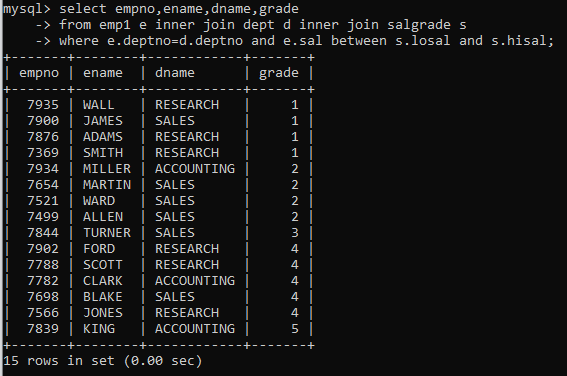 mysql> select empno,ename,dname,grade
    -> from emp1 e inner join dept d inner join salgrade s
    -> where e.deptno=d.deptno and e.sal between s.losal and s.hisal;
+-------+--------+------------+-------+
| empno | ename  | dname      | grade |
+-------+--------+------------+-------+
|  7935 | WALL   | RESEARCH   |     1 |
|  7900 | JAMES  | SALES      |     1 |
|  7876 | ADAMS  | RESEARCH   |     1 |
|  7369 | SMITH  | RESEARCH   |     1 |
|  7934 | MILLER | ACCOUNTING |     2 |
|  7654 | MARTIN | SALES      |     2 |
|  7521 | WARD   | SALES      |     2 |
|  7499 | ALLEN  | SALES      |     2 |
|  7844 | TURNER | SALES      |     3 |
|  7902 | FORD   | RESEARCH   |     4 |
|  7788 | SCOTT  | RESEARCH   |     4 |
|  7782 | CLARK  | ACCOUNTING |     4 |
|  7698 | BLAKE  | SALES      |     4 |
|  7566 | JONES  | RESEARCH   |     4 |
|  7839 | KING   | ACCOUNTING |     5 |
+-------+--------+------------+-------+
15 rows in set (0.00 sec)